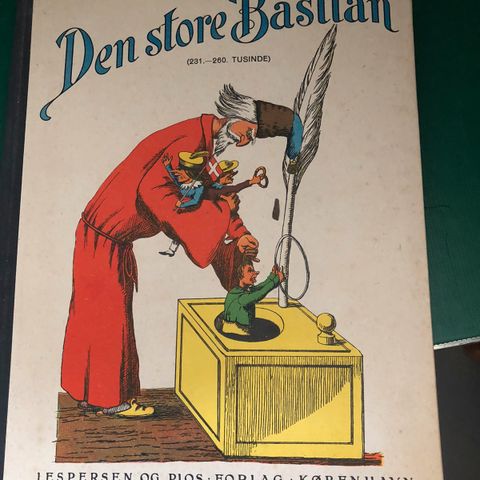 Den store Bastian
(231.—260. TUSINDE)
JESPERSEN OG PIOS · FORLAG · KØBENHAVN